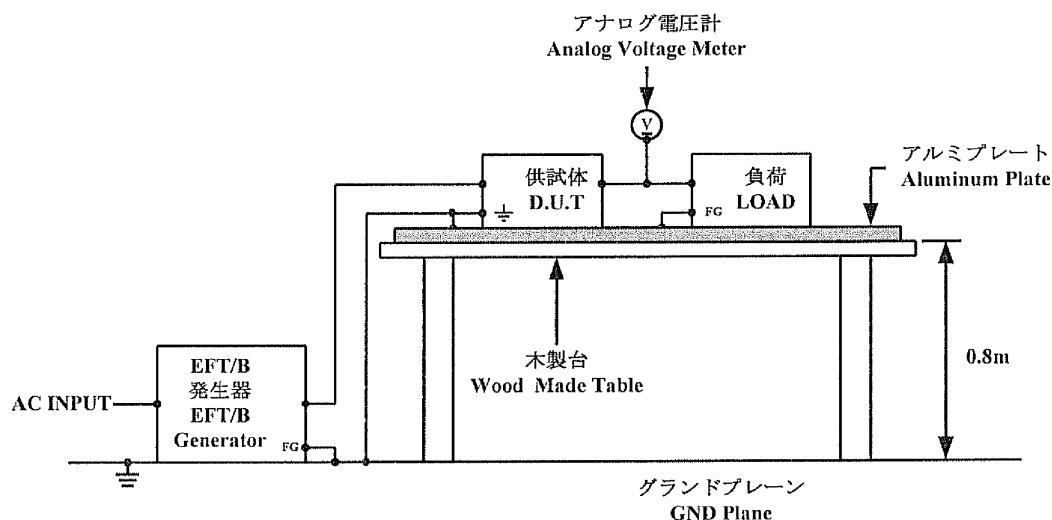 アナログ電圧計
Analog Voltage Meter
V
供試体
D.U.T
負荷
LOAD
FG
アルミプレート
Aluminum Plate
木製台
Wood Made Table
0.8m
AC INPUT
EFT/B
発生器
EFT/B
Generator
FG
グランドプレーン
GND Plane